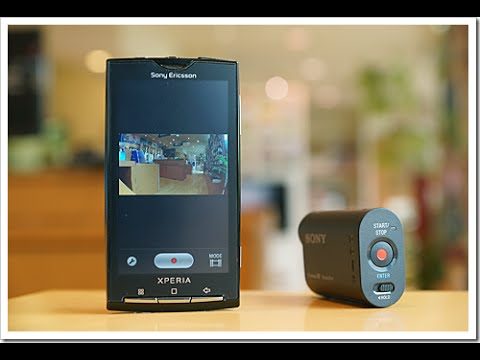 Sony Ericsson
MODE
XPERIA
SONY
START/
STOP
ENTER
HOLD